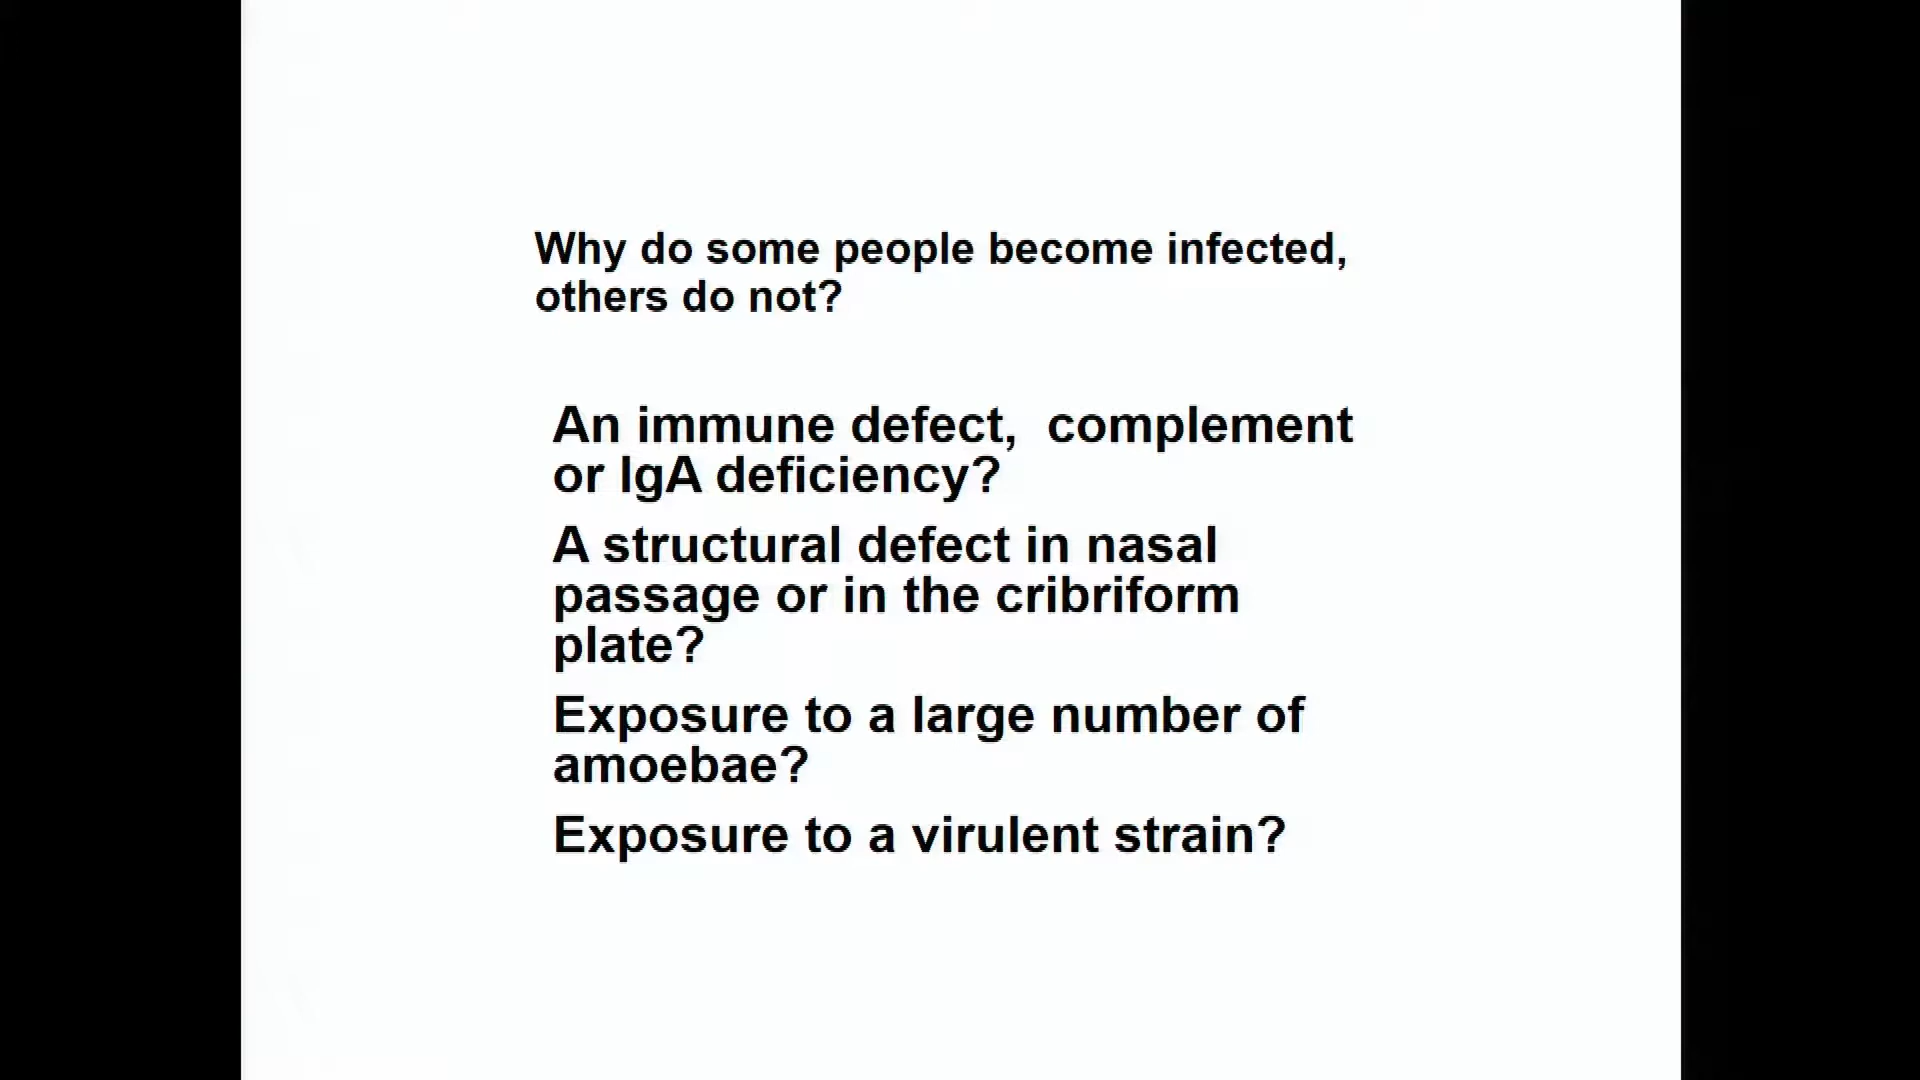 Why do some people become infected,
others do not?
An immune defect,  complement
or IgA deficiency?
A structural defect in nasal
passage or in the cribriform
plate?
Exposure to a large number of
amoebae?
Exposure to a virulent strain?